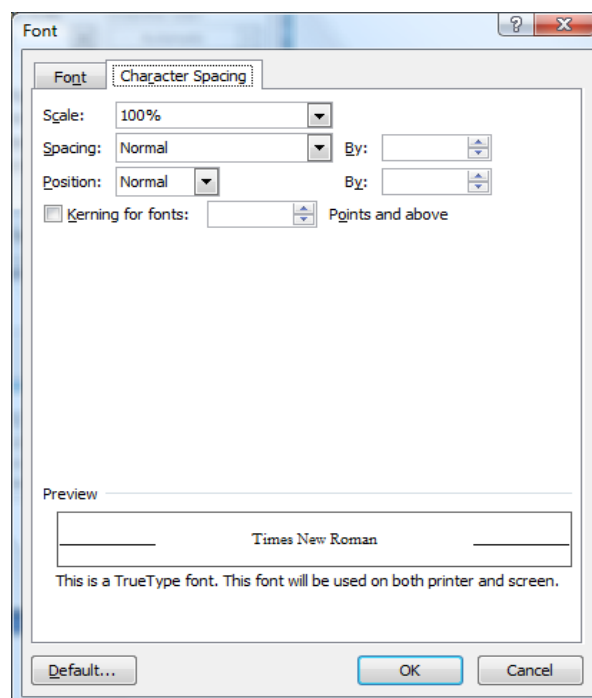 Font
Font Character Spacing
Scale: 100%
Spacing: Normal By:
Position: Normal By:
Kerning for fonts: Points and above
Preview
Times New Roman
This is a TrueType font. This font will be used on both printer and screen.
Default... OK Cancel